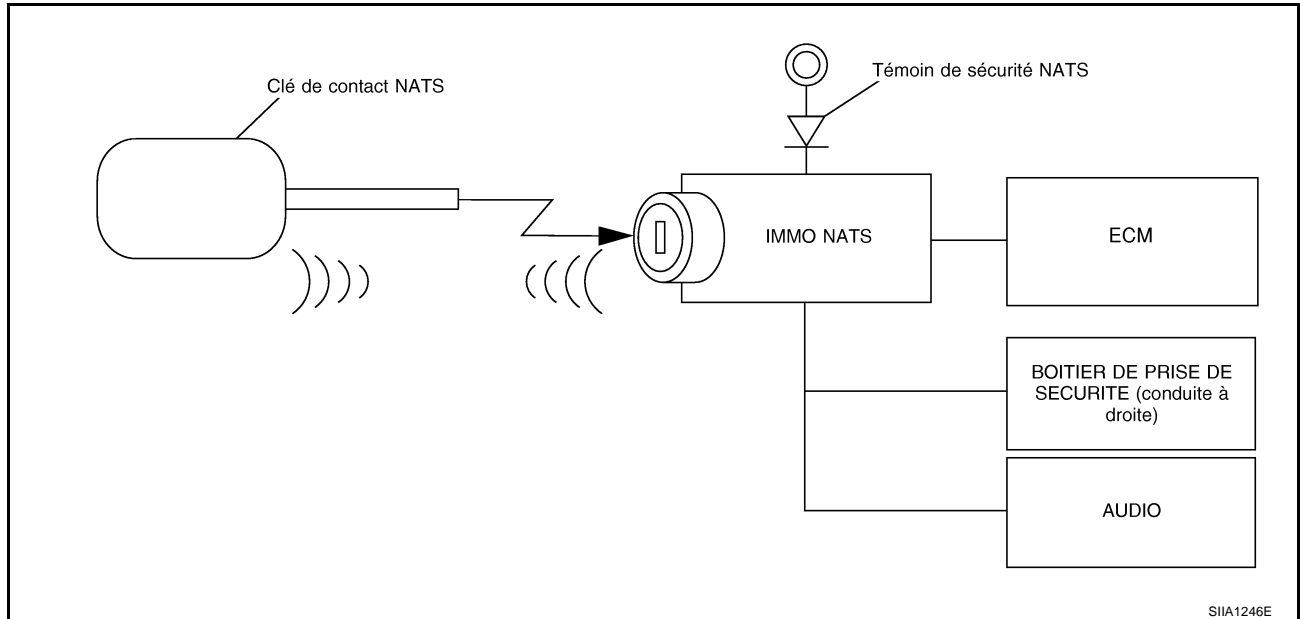 Clé de contact NATS
Témoin de sécurité NATS
IMMO NATS
ECM
BOITIER DE PRISE DE
SECURITE (conduite à
droite)
AUDIO
SIIA1246E